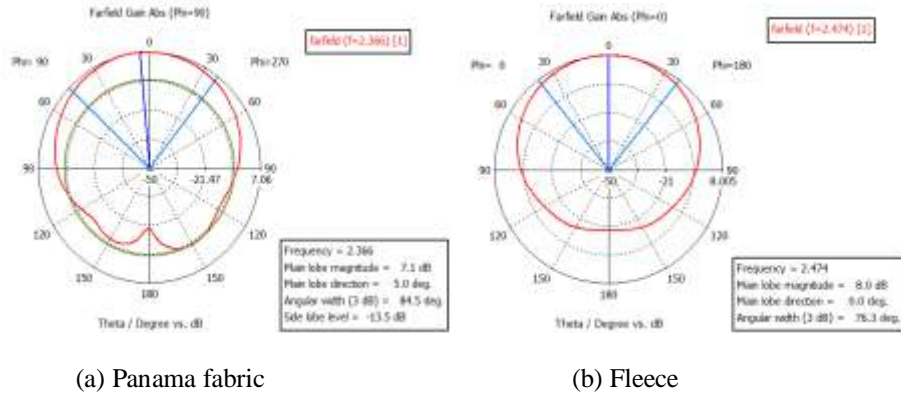 Farfield Gain Abs (Phi=90)
farfield (f=2.366) [1]
0
30
30
Phi= 90
Phi=270
60
60
90
90
-50
-21.47
7.06
120
120
150
150
180
Frequency = 2.366
Main lobe magnitude = 7.1 dB
Main lobe direction = 5.0 deg.
Angular width (3 dB) = 84.5 deg.
Side lobe level = -13.5 dB
Theta / Degree vs. dB
(a) Panama fabric
Farfield Gain Abs (Phi=0)
farfield (f=2.474) [1]
0
30
30
Phi= 0
Phi=180
60
60
90
90
-50
-21
8.005
120
120
150
150
180
Frequency = 2.474
Main lobe magnitude = 8.0 dB
Main lobe direction = 0.0 deg.
Angular width (3 dB) = 76.3 deg.
Theta / Degree vs. dB
(b) Fleece